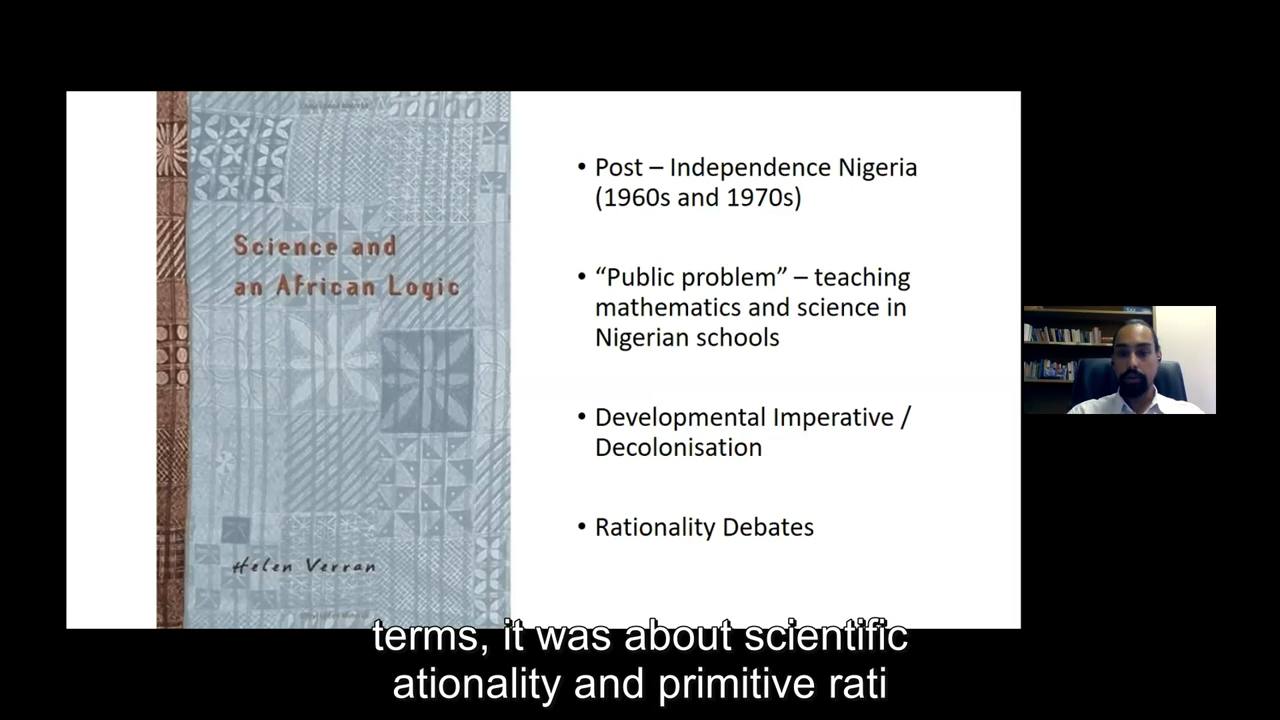 Science and
an African Logic
Helen Verran
• Post – Independence Nigeria
(1960s and 1970s)
• “Public problem” – teaching
mathematics and science in
Nigerian schools
• Developmental Imperative /
Decolonisation
• Rationality Debates
terms, it was about scientific
ationality and primitive rati